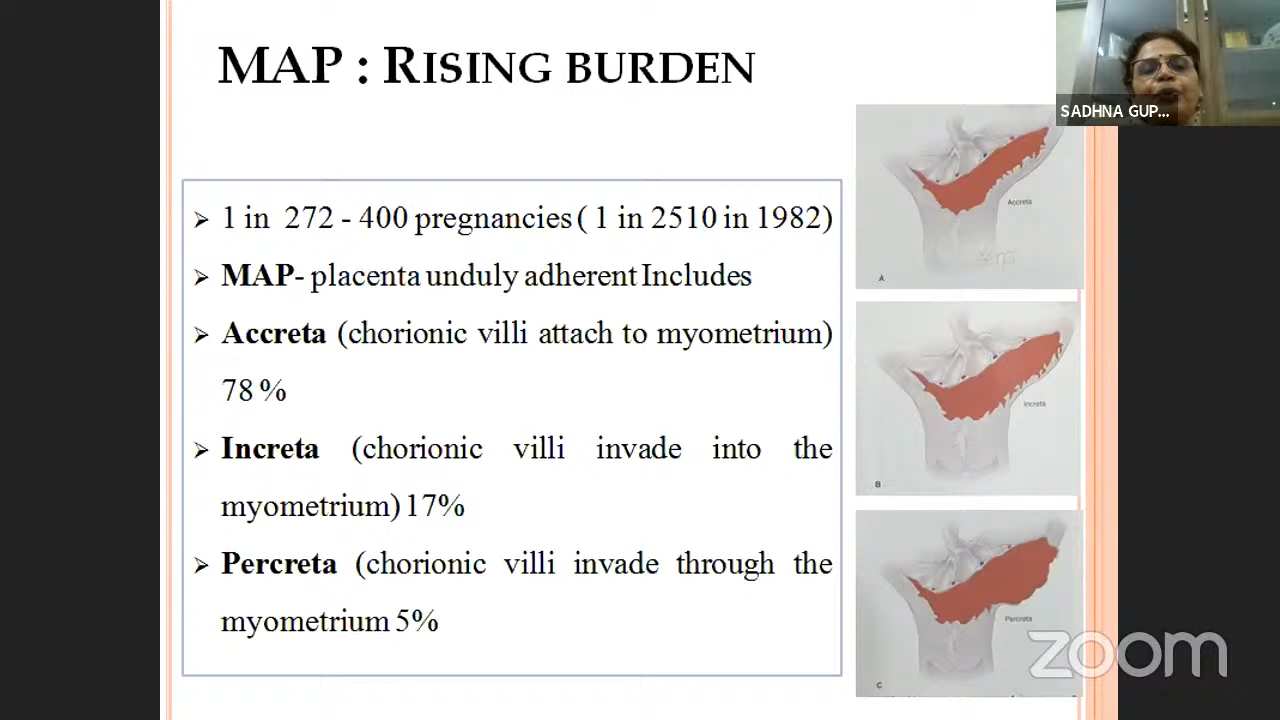 MAP : RISING BURDEN
SADHNA GUP...
➢ 1 in 272 - 400 pregnancies ( 1 in 2510 in 1982)
➢ MAP- placenta unduly adherent Includes
➢ Accreta (chorionic villi attach to myometrium)
78 %
➢ Increta (chorionic villi invade into the
myometrium) 17%
➢ Percreta (chorionic villi invade through the
myometrium 5%
Accreta
A
Increta
B
Percreta
C
zoom